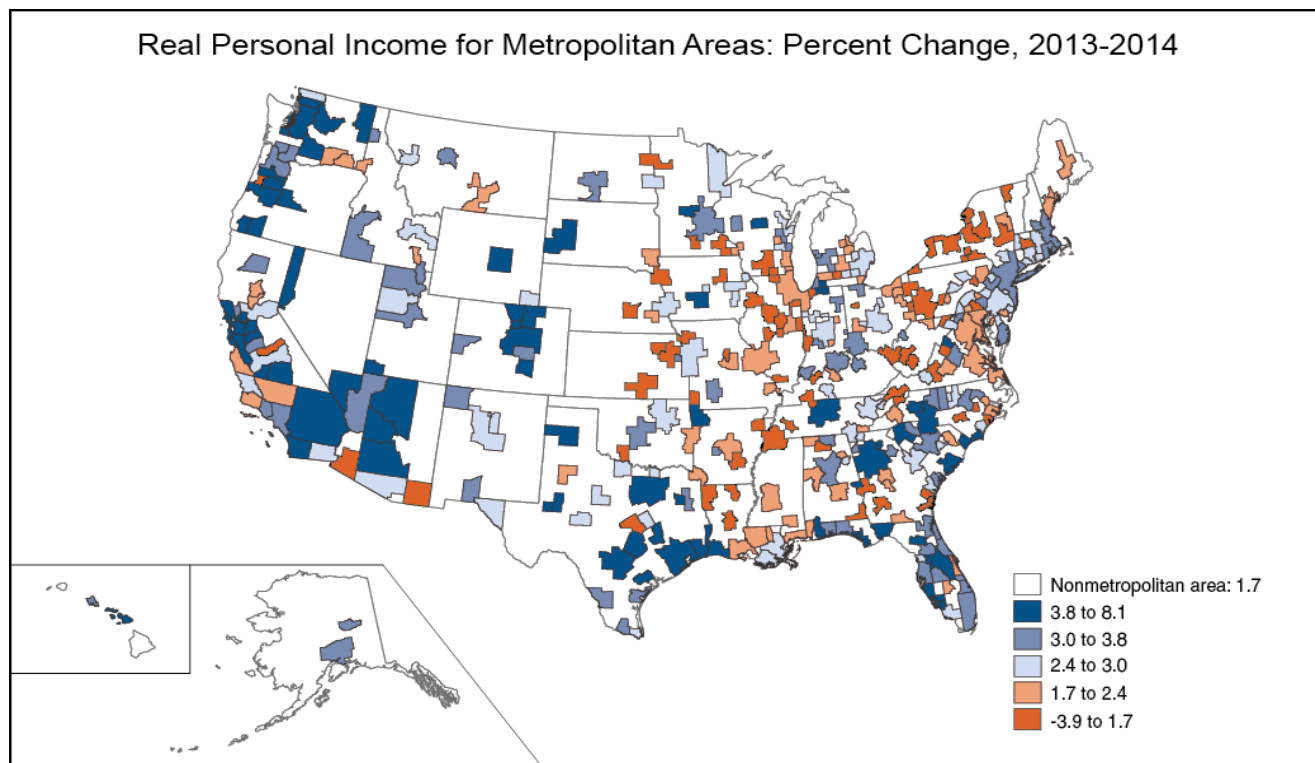 Real Personal Income for Metropolitan Areas: Percent Change, 2013-2014
Nonmetropolitan area: 1.7
3.8 to 8.1
3.0 to 3.8
2.4 to 3.0
1.7 to 2.4
-3.9 to 1.7